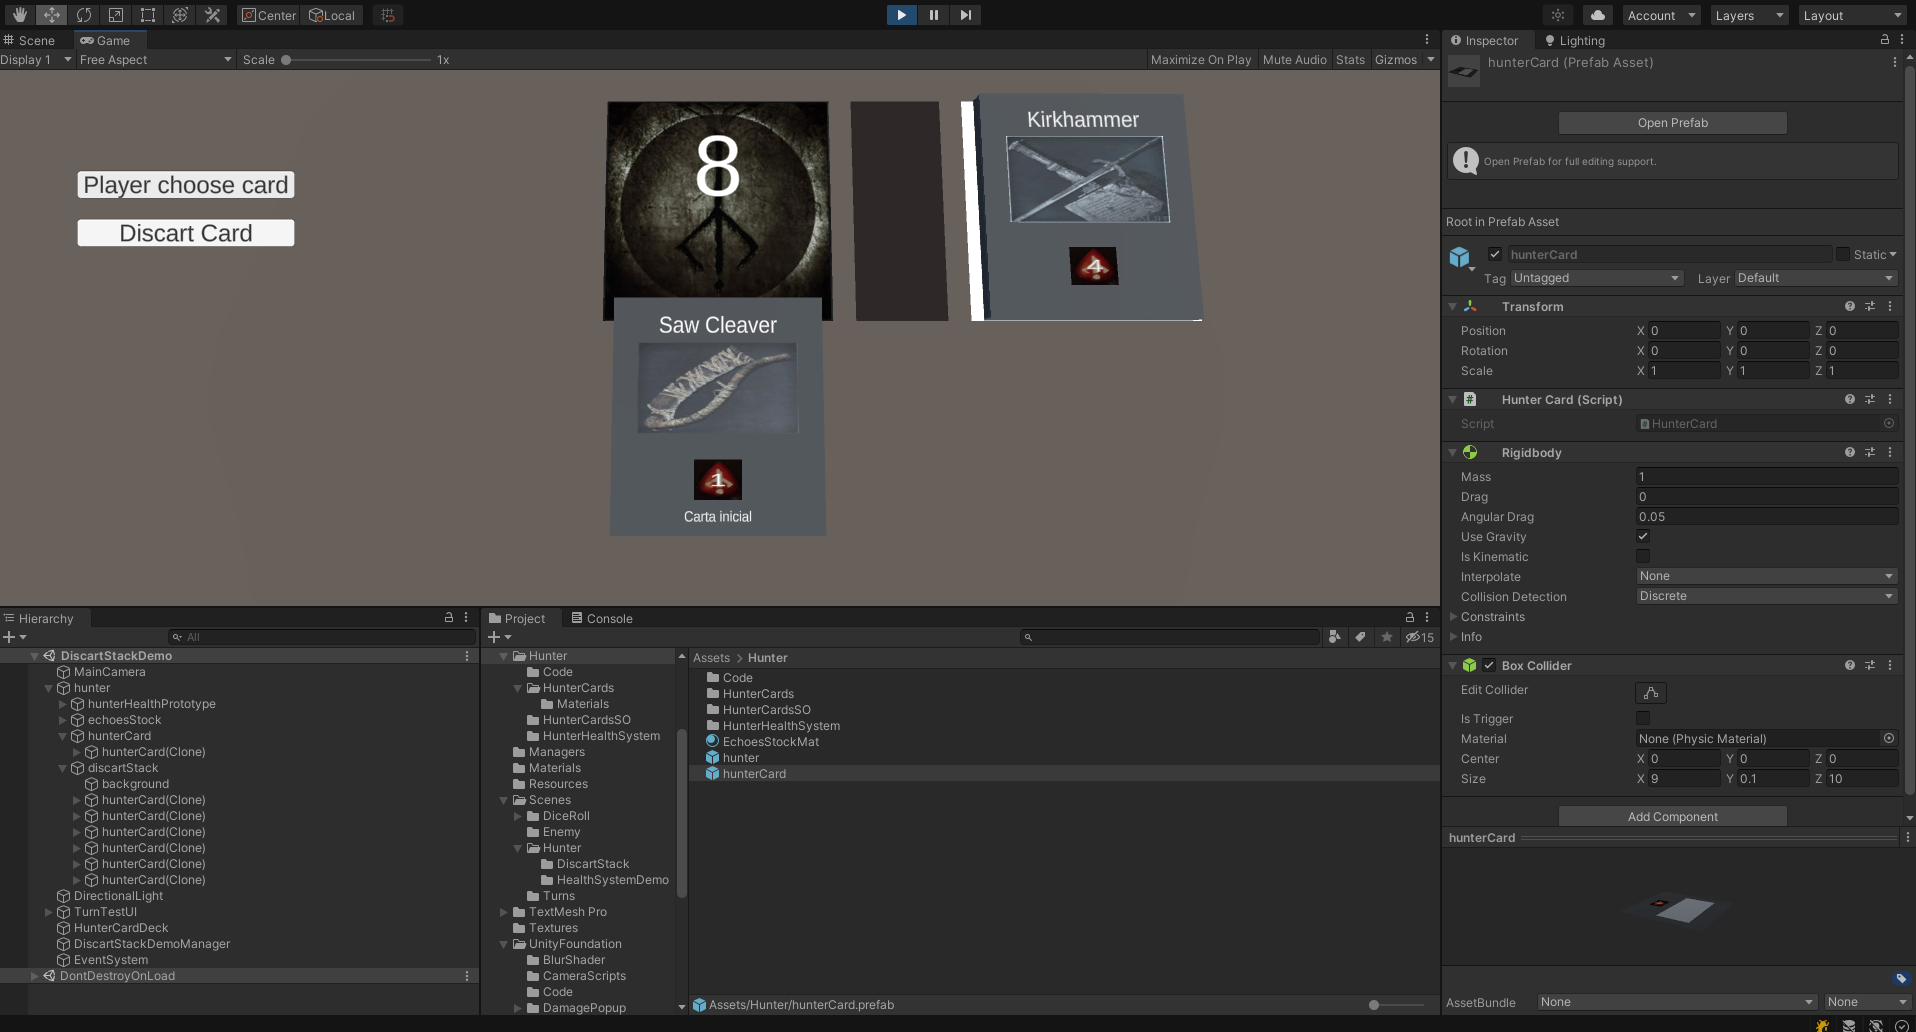 Center
Local
Account
Layers
Layout
Scene
Game
Inspector
Lighting
Display 1
Free Aspect
Scale
1x
Maximize On Play
Mute Audio
Stats
Gizmos
hunterCard (Prefab Asset)
Open Prefab
Open Prefab for full editing support.
Player choose card
Discart Card
8
Kirkhammer
4
Saw Cleaver
1
Carta inicial
Root in Prefab Asset
hunterCard
Static
Tag Untagged
Layer Default
Transform
Position X 0 Y 0 Z 0
Rotation X 0 Y 0 Z 0
Scale X 1 Y 1 Z 1
Hunter Card (Script)
Script HunterCard
Rigidbody
Mass 1
Drag 0
Angular Drag 0.05
Use Gravity
Is Kinematic
Interpolate None
Collision Detection Discrete
Constraints
Info
Box Collider
Edit Collider
Is Trigger
Material None (Physic Material)
Center X 0 Y 0 Z 0
Size X 9 Y 0.1 Z 10
Add Component
hunterCard
AssetBundle None None
Hierarchy
All
DiscartStackDemo
MainCamera
hunter
hunterHealthPrototype
echoesStock
hunterCard
hunterCard(Clone)
discartStack
background
hunterCard(Clone)
hunterCard(Clone)
hunterCard(Clone)
hunterCard(Clone)
hunterCard(Clone)
hunterCard(Clone)
DirectionalLight
TurnTestUI
HunterCardDeck
DiscartStackDemoManager
EventSystem
DontDestroyOnLoad
Project
Console
15
Hunter
Code
HunterCards
Materials
HunterCardsSO
HunterHealthSystem
Managers
Materials
Resources
Scenes
DiceRoll
Enemy
Hunter
DiscartStack
HealthSystemDemo
Turns
TextMesh Pro
Textures
UnityFoundation
BlurShader
CameraScripts
Code
DamagePopup
Assets > Hunter
Code
HunterCards
HunterCardsSO
HunterHealthSystem
EchoesStockMat
hunter
hunterCard
Assets/Hunter/hunterCard.prefab